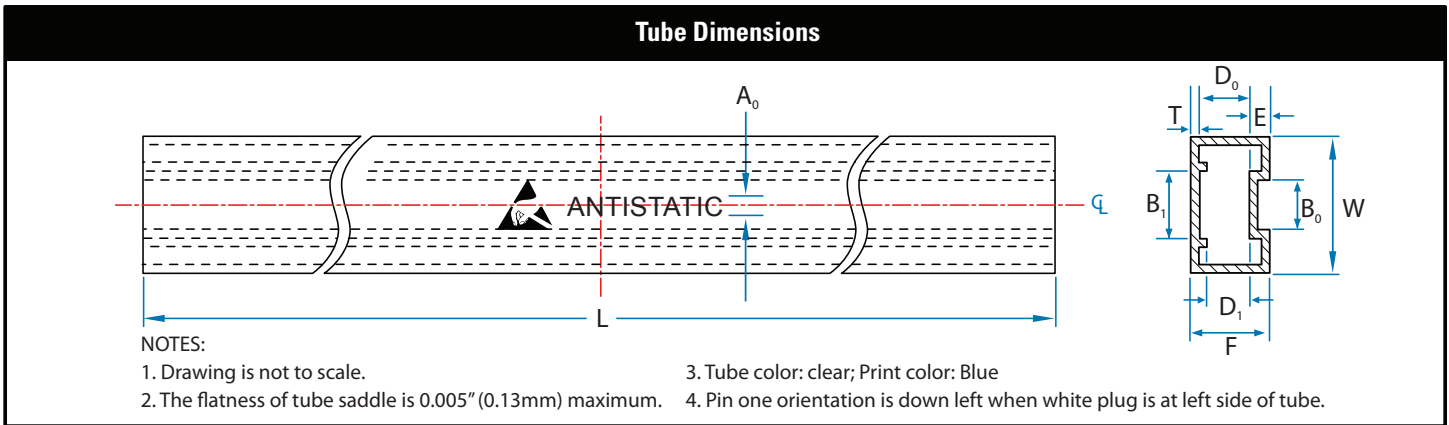 Tube Dimensions
A₀
D₀
T
E
B₁
B₀
W
ANTISTATIC
℄
D₁
L
F
NOTES:
1. Drawing is not to scale.
2. The flatness of tube saddle is 0.005” (0.13mm) maximum.
3. Tube color: clear; Print color: Blue
4. Pin one orientation is down left when white plug is at left side of tube.